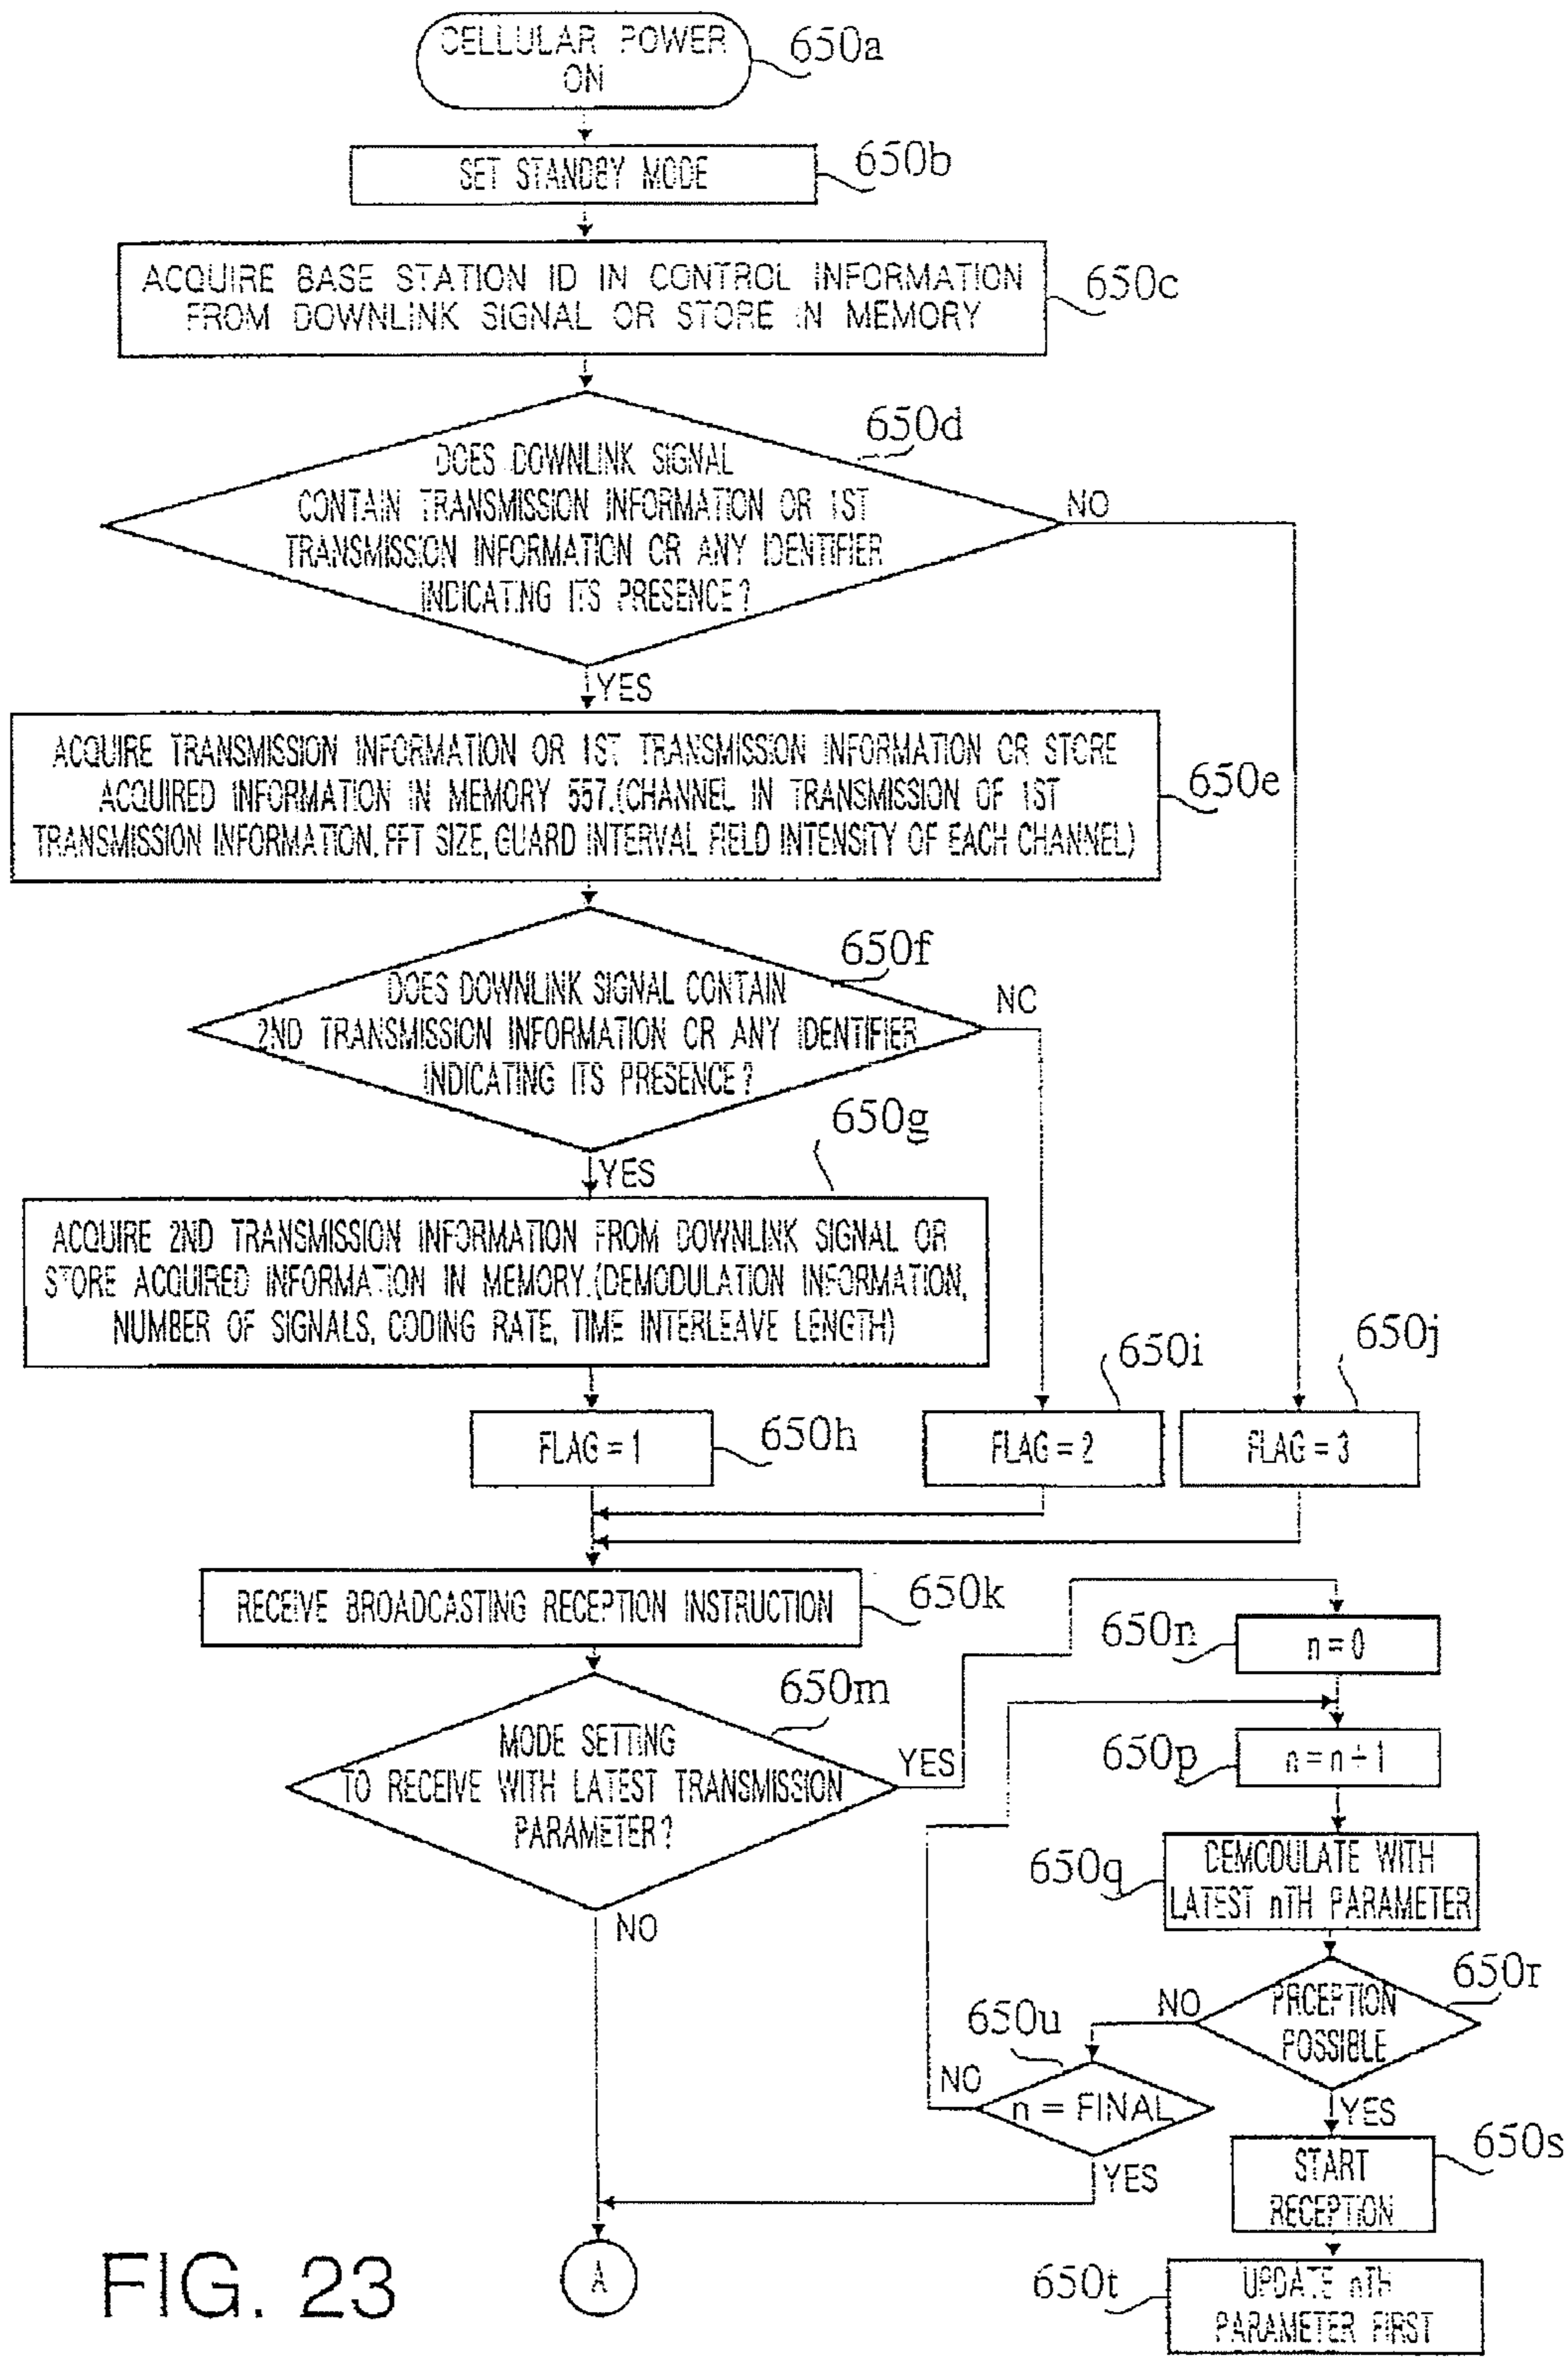 CELLULAR POWER
ON
650a
SET STANDBY MODE
650b
ACQUIRE BASE STATION ID IN CONTROL INFORMATION
FROM DOWNLINK SIGNAL OR STORE IN MEMORY
650c
650d
DOES DOWNLINK SIGNAL
CONTAIN TRANSMISSION INFORMATION OR 1ST
TRANSMISSION INFORMATION OR ANY IDENTIFIER
INDICATING ITS PRESENCE?
NO
YES
ACQUIRE TRANSMISSION INFORMATION OR 1ST TRANSMISSION INFORMATION OR STORE
ACQUIRED INFORMATION IN MEMORY 557.(CHANNEL IN TRANSMISSION OF 1ST
TRANSMISSION INFORMATION, FFT SIZE, GUARD INTERVAL FIELD INTENSITY OF EACH CHANNEL)
650e
650f
DOES DOWNLINK SIGNAL CONTAIN
2ND TRANSMISSION INFORMATION OR ANY IDENTIFIER
INDICATING ITS PRESENCE?
NO
YES
650g
ACQUIRE 2ND TRANSMISSION INFORMATION FROM DOWNLINK SIGNAL OR
STORE ACQUIRED INFORMATION IN MEMORY.(DEMODULATION INFORMATION,
NUMBER OF SIGNALS, CODING RATE, TIME INTERLEAVE LENGTH)
650i
650j
FLAG = 1
650h
FLAG = 2
FLAG = 3
RECEIVE BROADCASTING RECEPTION INSTRUCTION
650k
650n
n = 0
650m
MODE SETTING
TO RECEIVE WITH LATEST TRANSMISSION
PARAMETER?
YES
NO
650p
n = n + 1
650q
DEMODULATE WITH
LATEST nTH PARAMETER
650r
PRCEPTION
POSSIBLE
NO
YES
650u
n = FINAL
NO
YES
START
RECEPTION
650s
650t
UPDATE nTH
PARAMETER FIRST
A
FIG. 23